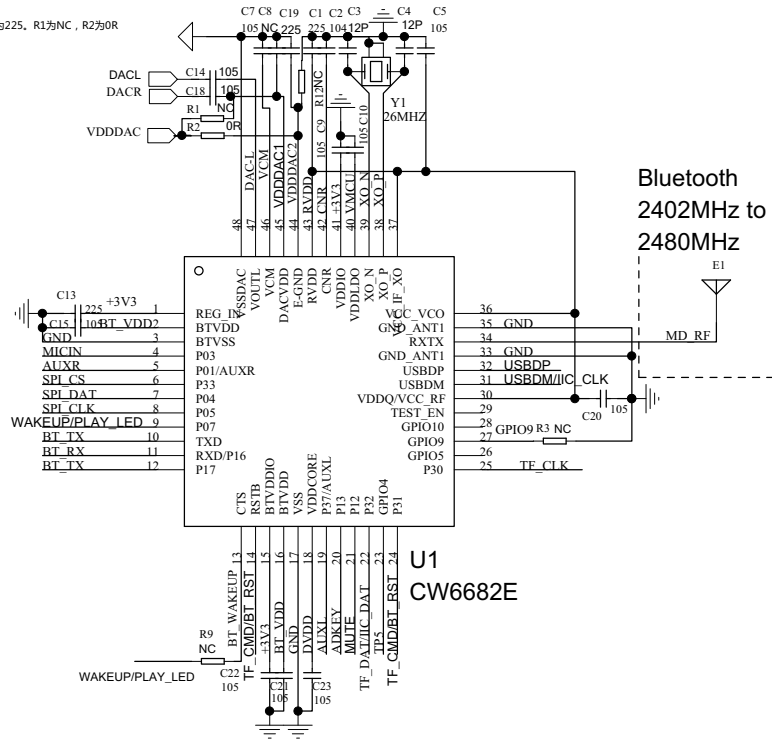 为225。R1为NC，R2为0R
C7 C8 C19 C1 C2 C3 C4 C5
105 NC 225 225 104 12P 12P 105
DACL C14 105
DACR C18 105
R1 NC
VDDDAC R2 0R
R12 NC
C9 105
C10 105
Y1
26MHZ
DAC-L
VCM
VDDDAC1
VDDDAC2
RVDD
CNR
+3V3
VMCU
XO_N
XO_P
48 47 46 45 44 43 42 41 40 39 38 37
VSSDAC
VOUTL
VCM
DACVDD
E-GND
RVDD
CNR
VDDIO
VDDLDO
XO_N
XO_P
VCC_IF_XO
Bluetooth
2402MHz to
2480MHz
E1
MD_RF
C13 225
C15 105
+3V3 1 REG_IN
BT_VDD 2 BTVDD
GND 3 BTVSS
MICIN 4 P03
AUXR 5 P01/AUXR
SPI_CS 6 P33
SPI_DAT 7 P04
SPI_CLK 8 P05
WAKEUP/PLAY_LED 9 P07
BT_TX 10 TXD
BT_RX 11 RXD/P16
BT_TX 12 P17
VCC_VCO 36
GND_ANT1 35 GND
RXTX 34
GND_ANT1 33 GND
USBDP 32 USBDP
USBDM 31 USBDM/IIC_CLK
VDDQ/VCC_RF 30
TEST_EN 29
GPIO10 28
GPIO9 27 GPIO9 R3 NC
GPIO5 26
P30 25 TF_CLK
C20 105
CTS
RSTB
BTVDDIO
BTVDD
VSS
VDDCORE
P37/AUXL
P13
P12
P32
GPIO4
P31
13 14 15 16 17 18 19 20 21 22 23 24
BT_WAKEUP
TF_CMD/BT_RST
+3V3
BT_VDD
GND
DVDD
AUXL
ADKEY
MUTE
TF_DAT/IIC_DAT
TP5
TF_CMD/BT_RST
U1
CW6682E
R9
NC
WAKEUP/PLAY_LED
C22
105
C21
105
C23
105